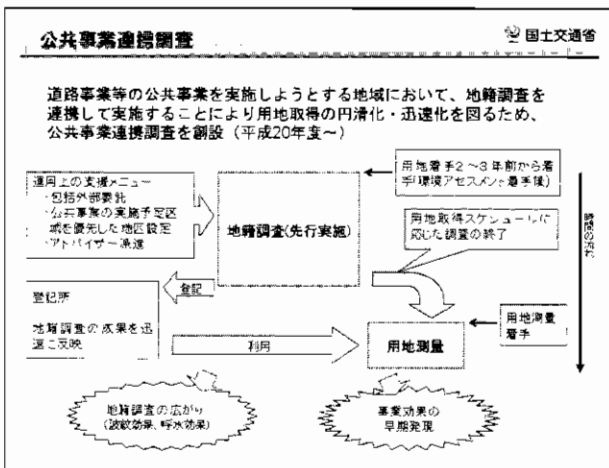 公共事業連携調査
国土交通省
道路事業等の公共事業を実施しようとする地域において、地籍調査を
連携して実施することにより用地取得の円滑化・迅速化を図るため、
公共事業連携調査を創設（平成20年度～）
運用上の支援メニュー
・包括外部委託
・公共事業の実施予定区
域を優先した地区設定
・アドバイザー派遣
地籍調査(先行実施)
用地着手２～３年前から着
手(環境アセスメント着手後)
用地取得スケジュールに
応じた調査の終了
時間の流れ
登記
登記所
地籍調査の成果を迅
速に反映
利用
用地測量
用地測量
着手
地籍調査の広がり
(波紋効果、呼水効果)
事業効果の
早期発現